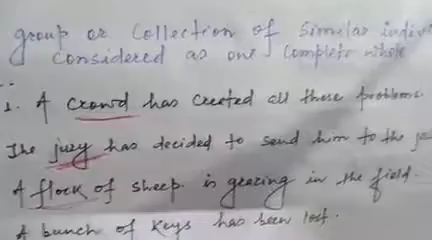 group or Collection of Similar
considered as one Complete whole
1. A crowd has created all these problems.
The jury has decided to send him to the
A flock of sheep is grazing in the field.
A bunch of keys has been lost.